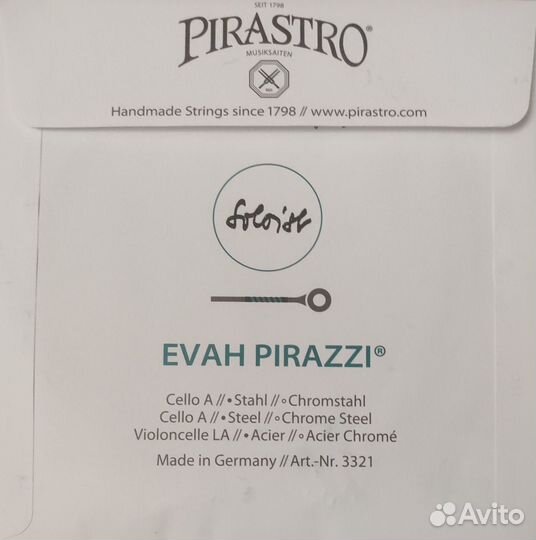 SEIT 1798
PIRASTRO®
MUSIKSAITEN
Handmade Strings since 1798 // www.pirastro.com
Soloist
EVAH PIRAZZI®
Cello A // • Stahl // ∘ Chromstahl
Cello A // • Steel // ∘ Chrome Steel
Violoncelle LA // • Acier // ∘ Acier Chromé
Made in Germany // Art.-Nr. 3321
Avito